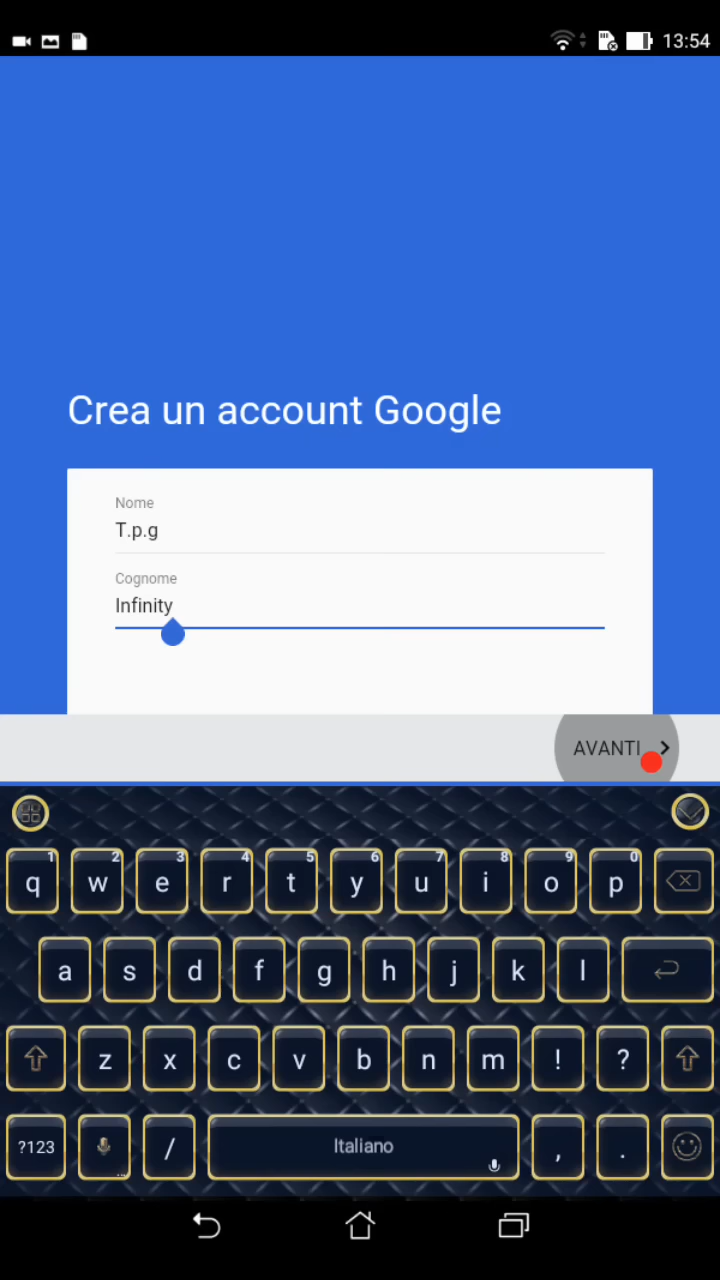 13:54
Crea un account Google
Nome
T.p.g
Cognome
Infinity
AVANTI
1 2 3 4 5 6 7 8 9 0
q w e r t y u i o p
a s d f g h j k l
z x c v b n m ! ?
?123 / Italiano , .